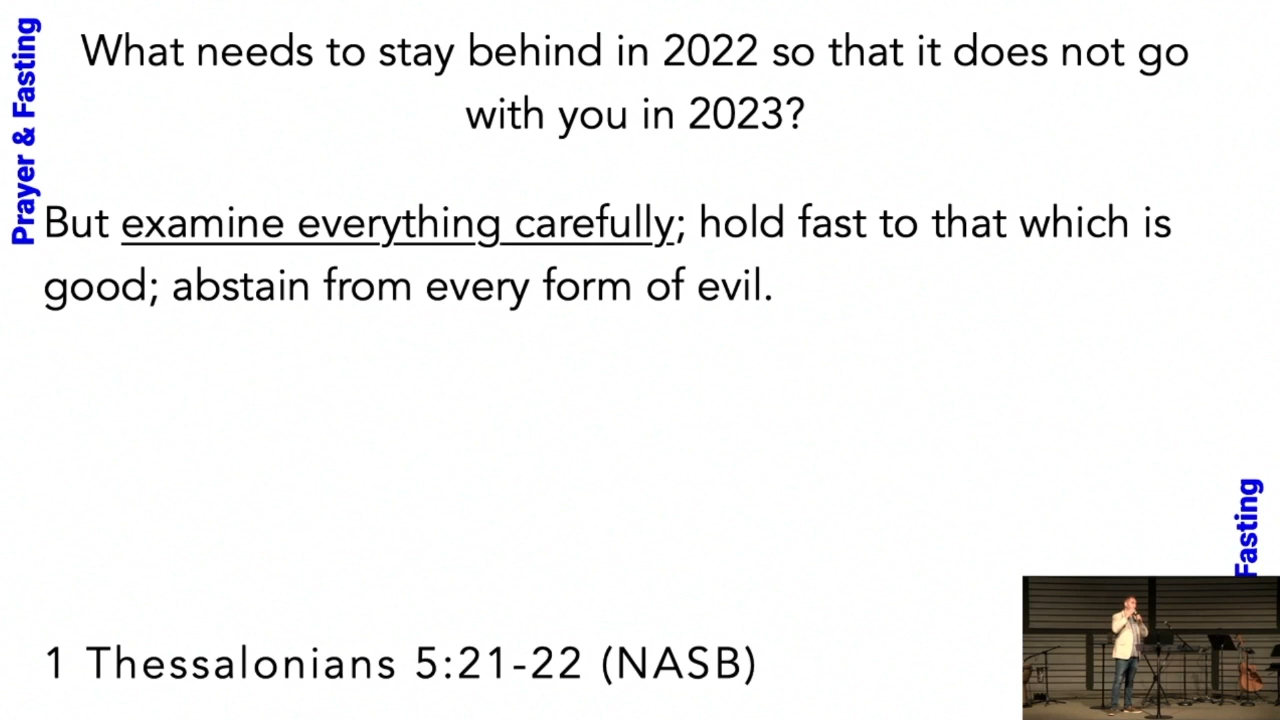 Prayer & Fasting
What needs to stay behind in 2022 so that it does not go
with you in 2023?
But examine everything carefully; hold fast to that which is
good; abstain from every form of evil.
Fasting
1 Thessalonians 5:21-22 (NASB)